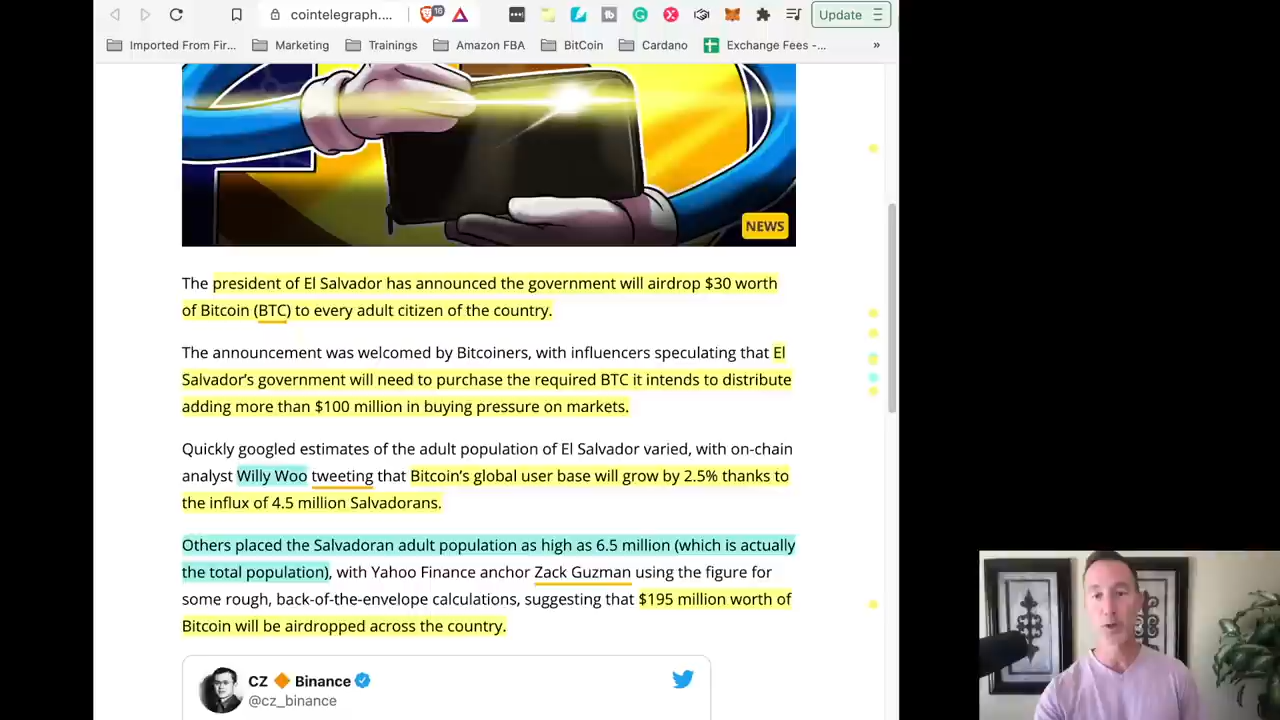 cointelegraph....
18
Update
Imported From Fir...
Marketing
Trainings
Amazon FBA
BitCoin
Cardano
Exchange Fees -...
»
NEWS
The president of El Salvador has announced the government will airdrop $30 worth
of Bitcoin (BTC) to every adult citizen of the country.
The announcement was welcomed by Bitcoiners, with influencers speculating that El
Salvador’s government will need to purchase the required BTC it intends to distribute
adding more than $100 million in buying pressure on markets.
Quickly googled estimates of the adult population of El Salvador varied, with on-chain
analyst Willy Woo tweeting that Bitcoin’s global user base will grow by 2.5% thanks to
the influx of 4.5 million Salvadorans.
Others placed the Salvadoran adult population as high as 6.5 million (which is actually
the total population), with Yahoo Finance anchor Zack Guzman using the figure for
some rough, back-of-the-envelope calculations, suggesting that $195 million worth of
Bitcoin will be airdropped across the country.
CZ 🔶 Binance
@cz_binance